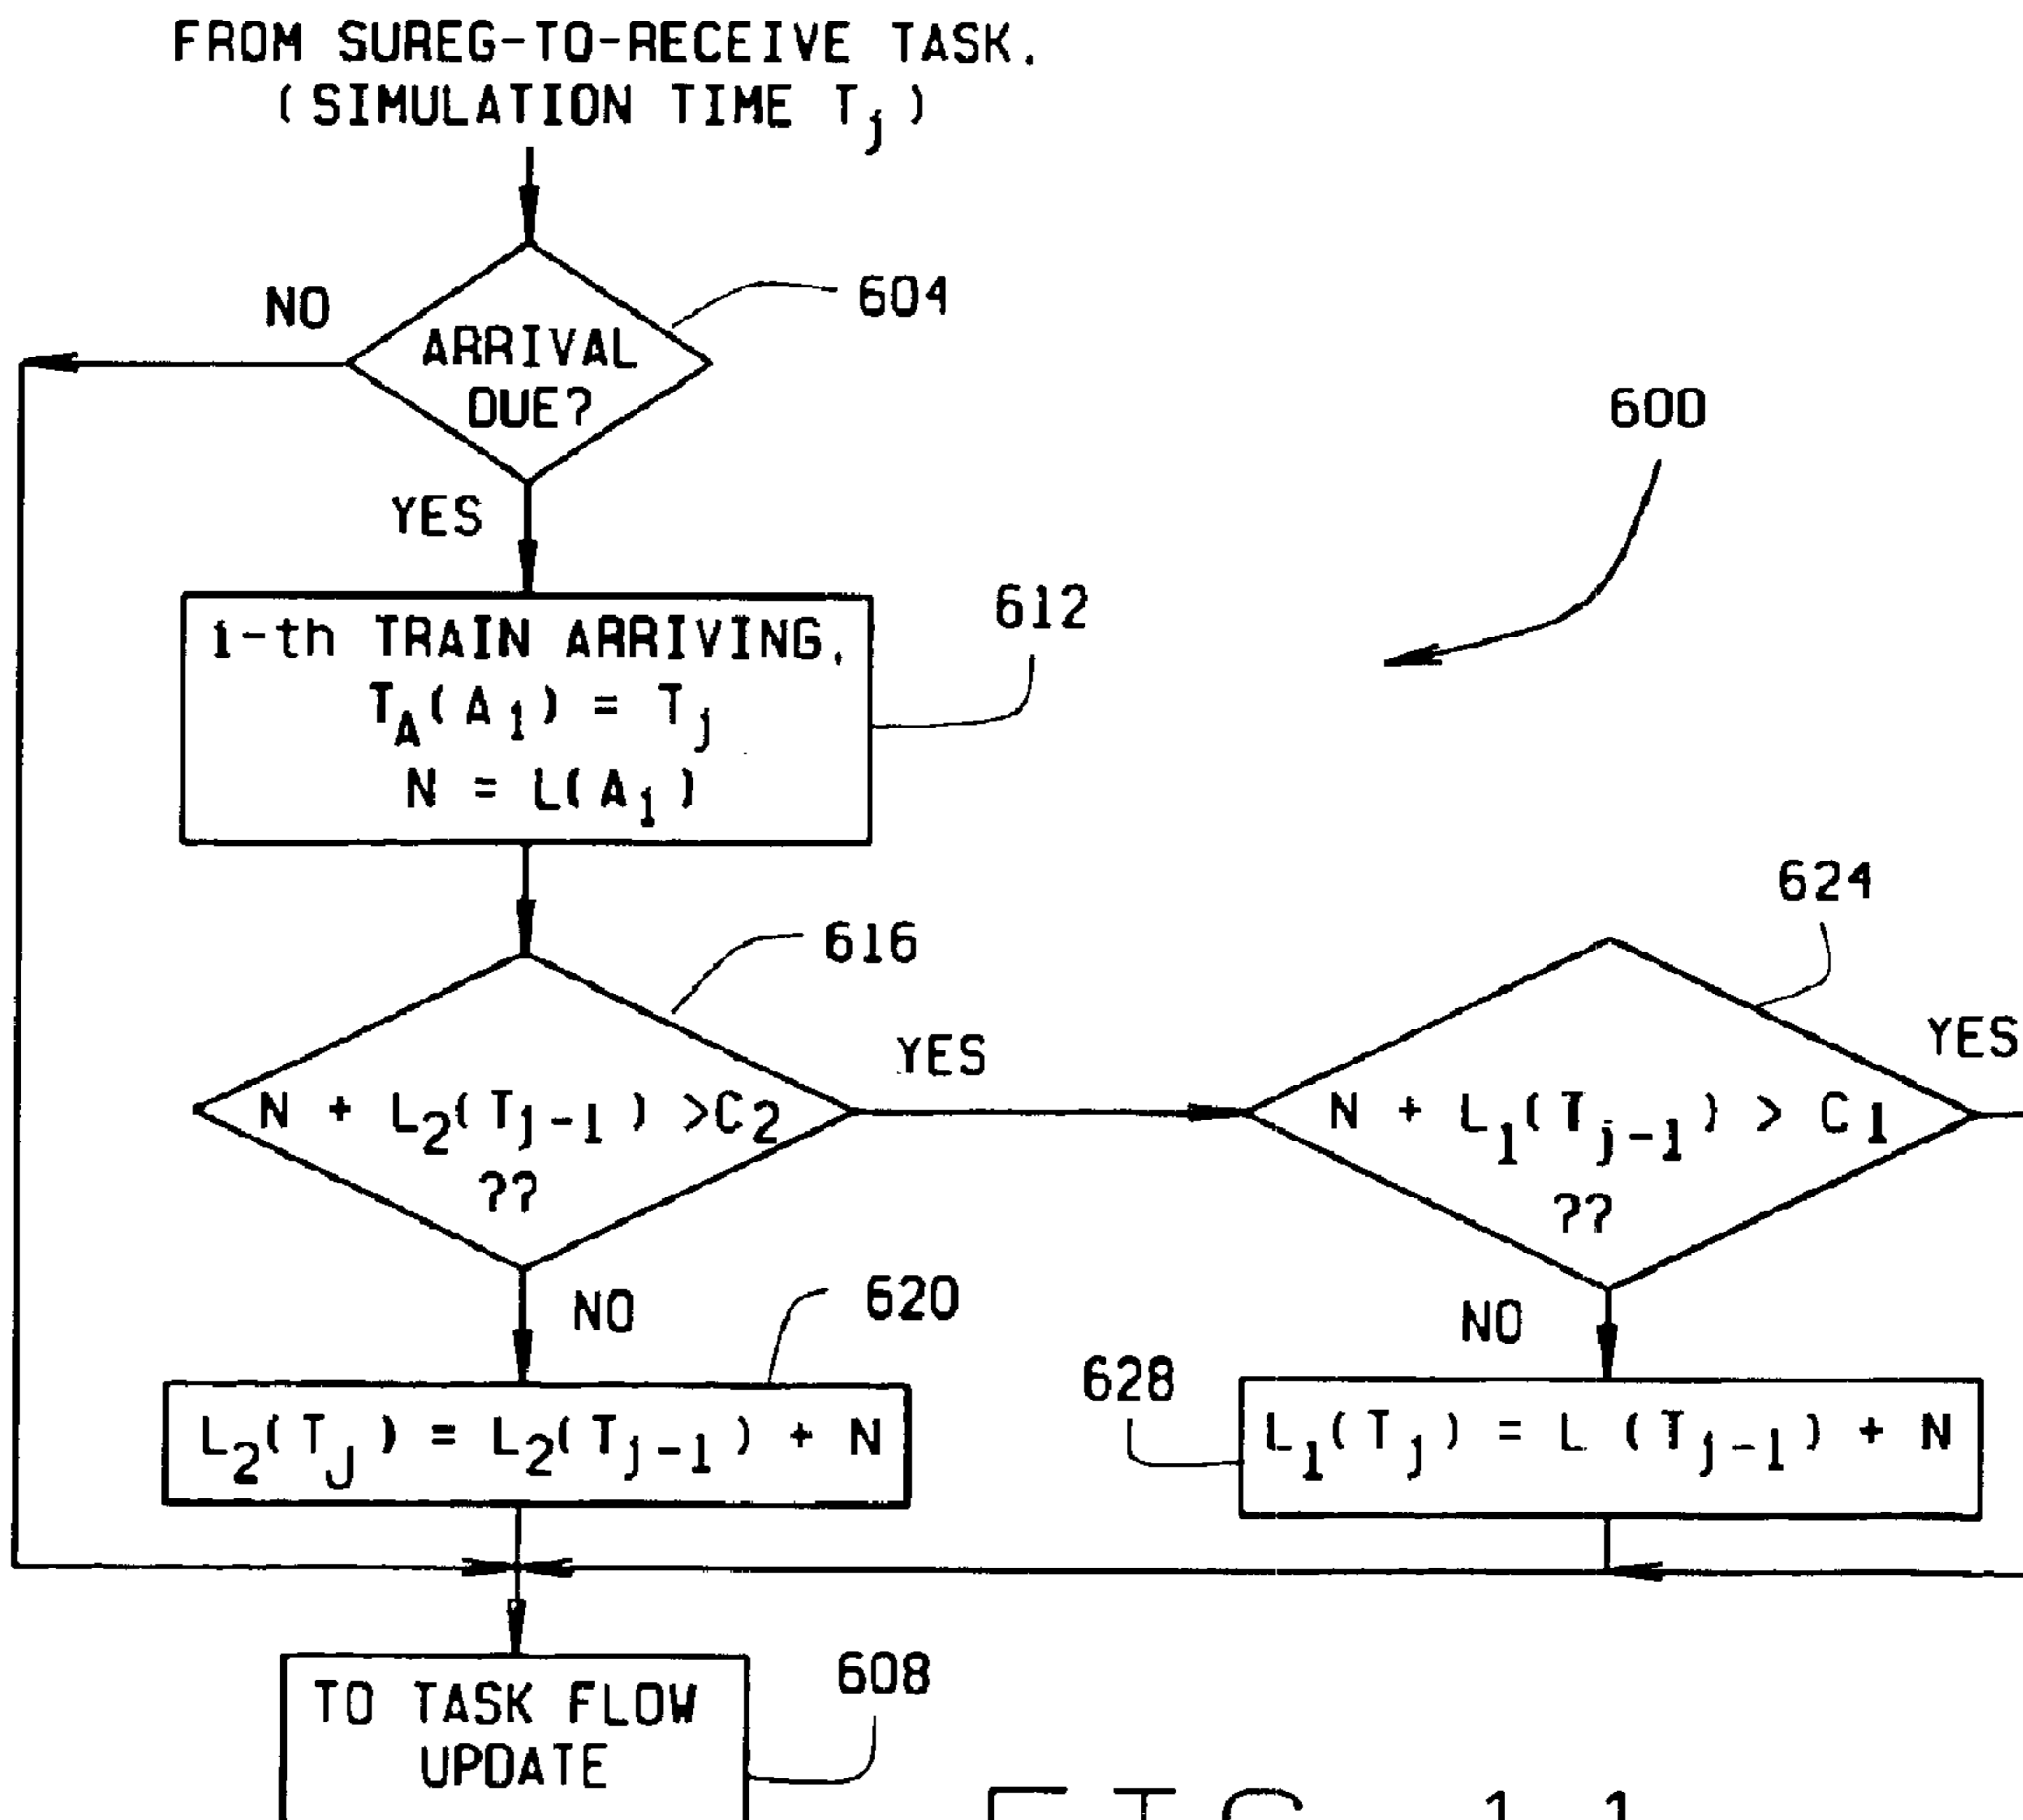 FROM SUREG-TO-RECEIVE TASK.
(SIMULATION TIME Tj)
NO
604
ARRIVAL
DUE?
600
YES
612
i-th TRAIN ARRIVING.
TA(Ai) = Tj
N = L(Ai)
624
616
YES
YES
N + L2(Tj-1) >C2
??
N + L1(Tj-1) > C1
??
NO
620
NO
628
L2(TJ) = L2(Tj-1) + N
L1(Tj) = L (Tj-1) + N
608
TO TASK FLOW
UPDATE
FIG. 11